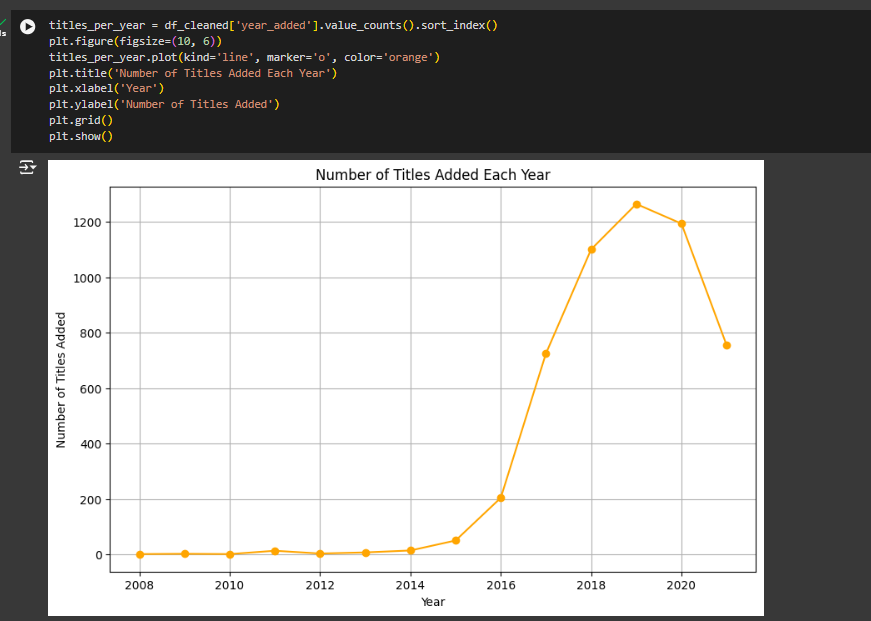 titles_per_year = df_cleaned['year_added'].value_counts().sort_index()
plt.figure(figsize=(10, 6))
titles_per_year.plot(kind='line', marker='o', color='orange')
plt.title('Number of Titles Added Each Year')
plt.xlabel('Year')
plt.ylabel('Number of Titles Added')
plt.grid()
plt.show()
Number of Titles Added Each Year
Number of Titles Added
1200
1000
800
600
400
200
0
2008 2010 2012 2014 2016 2018 2020
Year